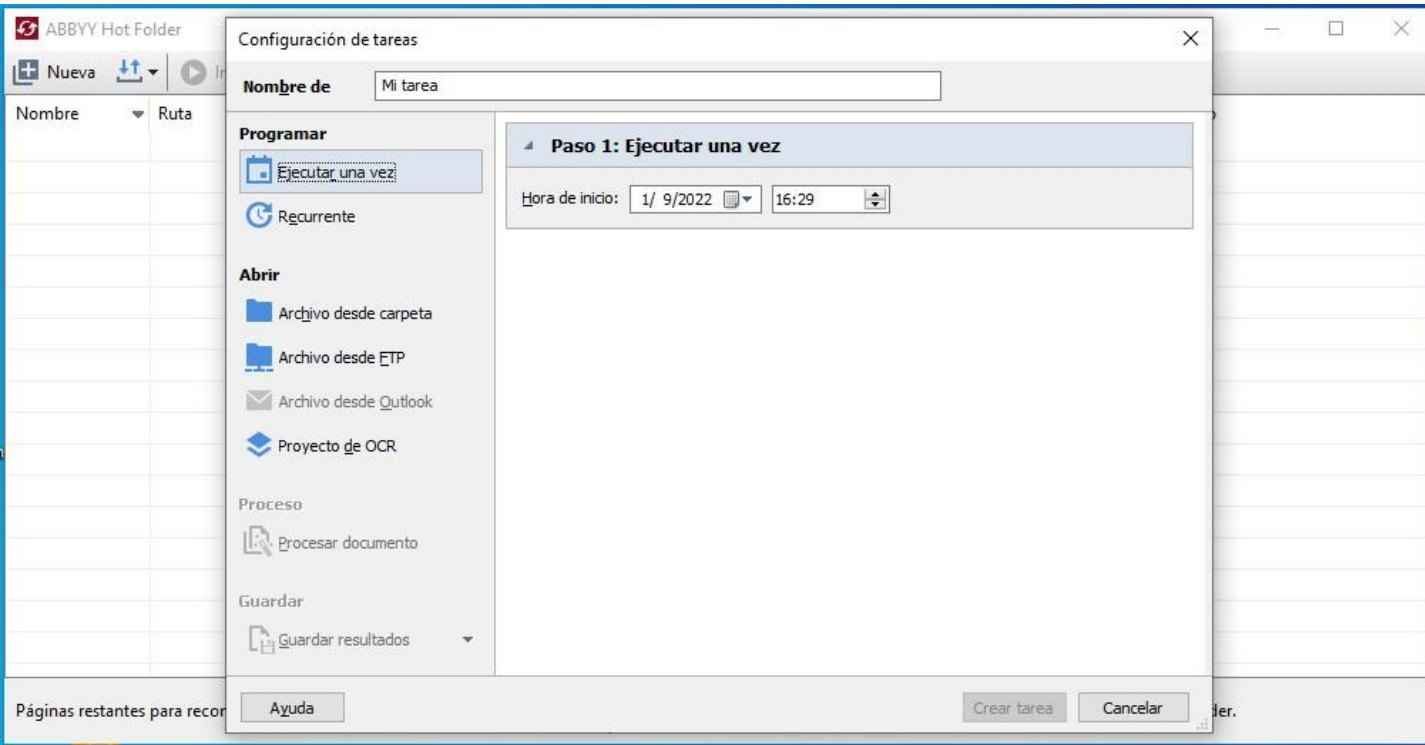 ABBYY Hot Folder
Nueva
Nombre
Ruta
Páginas restantes para
Configuración de tareas
Nombre de
Mi tarea
Programar
Ejecutar una vez
Recurrente
Abrir
Archivo desde carpeta
Archivo desde FTP
Archivo desde Outlook
Proyecto de OCR
Proceso
Procesar documento
Guardar
Guardar resultados
Paso 1: Ejecutar una vez
Hora de inicio: 1/ 9/2022 16:29
Ayuda
Crear tarea
Cancelar